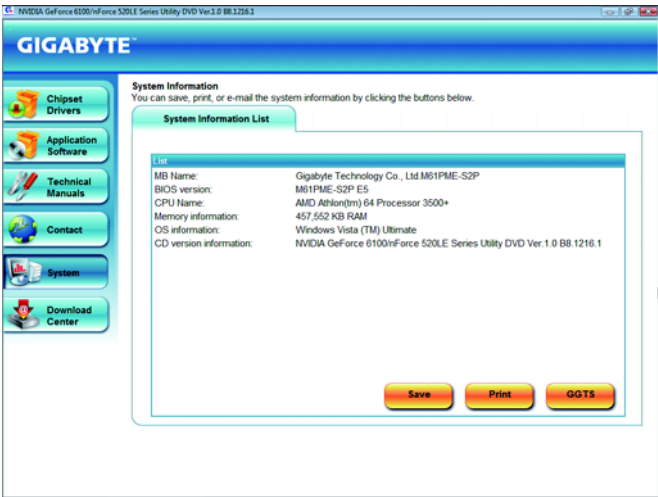 NVIDIA GeForce 6100/nForce 520LE Series Utility DVD Ver.1.0 B8.1216.1
GIGABYTE™
Chipset
Drivers
Application
Software
Technical
Manuals
Contact
System
Download
Center
System Information
You can save, print, or e-mail the system information by clicking the buttons below.
System Information List
List
MB Name: Gigabyte Technology Co., Ltd.M61PME-S2P
BIOS version: M61PME-S2P E5
CPU Name: AMD Athlon(tm) 64 Processor 3500+
Memory information: 457,552 KB RAM
OS information: Windows Vista (TM) Ultimate
CD version information: NVIDIA GeForce 6100/nForce 520LE Series Utility DVD Ver.1.0 B8.1216.1
Save Print GGTS